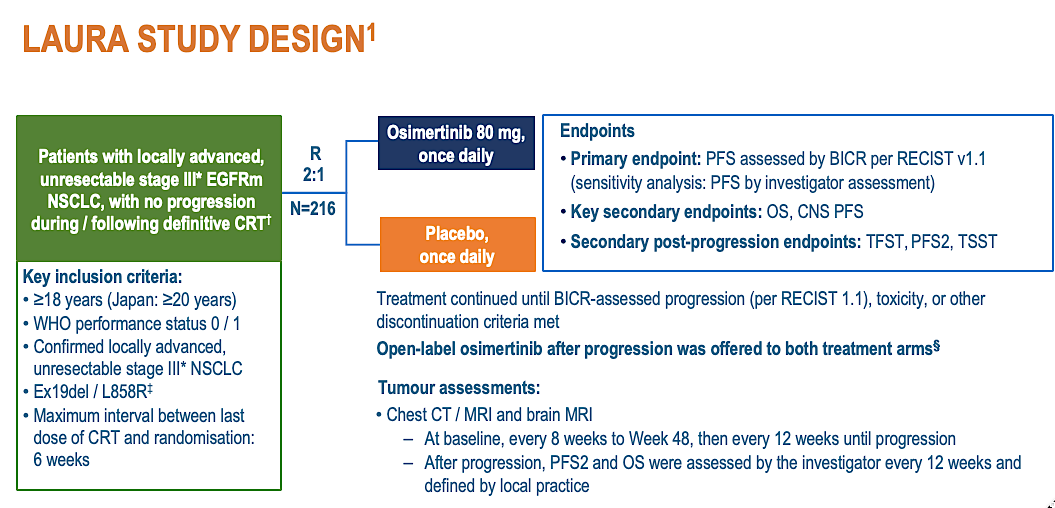 LAURA STUDY DESIGN¹
Patients with locally advanced,
unresectable stage III* EGFRm
NSCLC, with no progression
during / following definitive CRT†
Key inclusion criteria:
• ≥18 years (Japan: ≥20 years)
• WHO performance status 0 / 1
• Confirmed locally advanced,
unresectable stage III* NSCLC
• Ex19del / L858R‡
• Maximum interval between last
dose of CRT and randomisation:
6 weeks
R
2:1
N=216
Osimertinib 80 mg,
once daily
Placebo,
once daily
Endpoints
• Primary endpoint: PFS assessed by BICR per RECIST v1.1
(sensitivity analysis: PFS by investigator assessment)
• Key secondary endpoints: OS, CNS PFS
• Secondary post-progression endpoints: TFST, PFS2, TSST
Treatment continued until BICR-assessed progression (per RECIST 1.1), toxicity, or other
discontinuation criteria met
Open-label osimertinib after progression was offered to both treatment arms§
Tumour assessments:
• Chest CT / MRI and brain MRI
– At baseline, every 8 weeks to Week 48, then every 12 weeks until progression
– After progression, PFS2 and OS were assessed by the investigator every 12 weeks and
defined by local practice